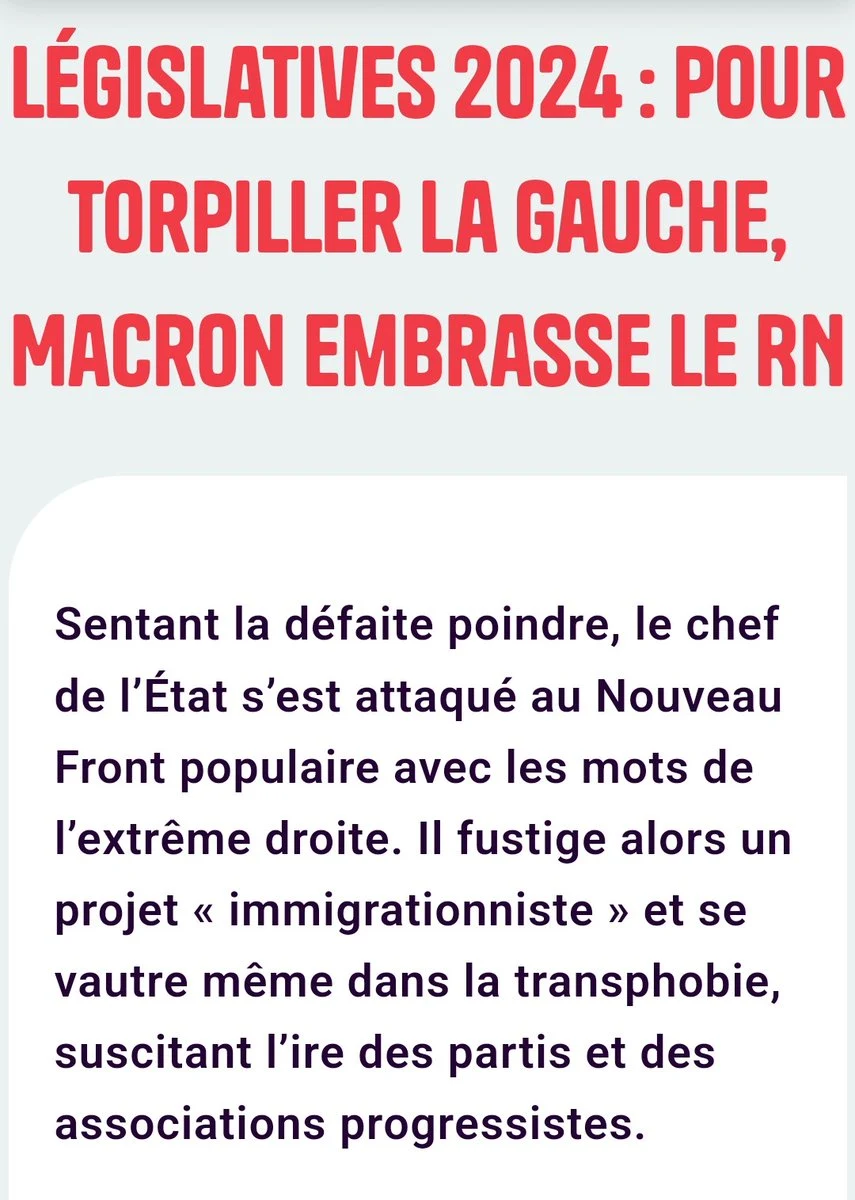 LÉGISLATIVES 2024 : POUR
TORPILLER LA GAUCHE,
MACRON EMBRASSE LE RN
Sentant la défaite poindre, le chef
de l’État s’est attaqué au Nouveau
Front populaire avec les mots de
l’extrême droite. Il fustige alors un
projet « immigrationniste » et se
vautre même dans la transphobie,
suscitant l’ire des partis et des
associations progressistes.